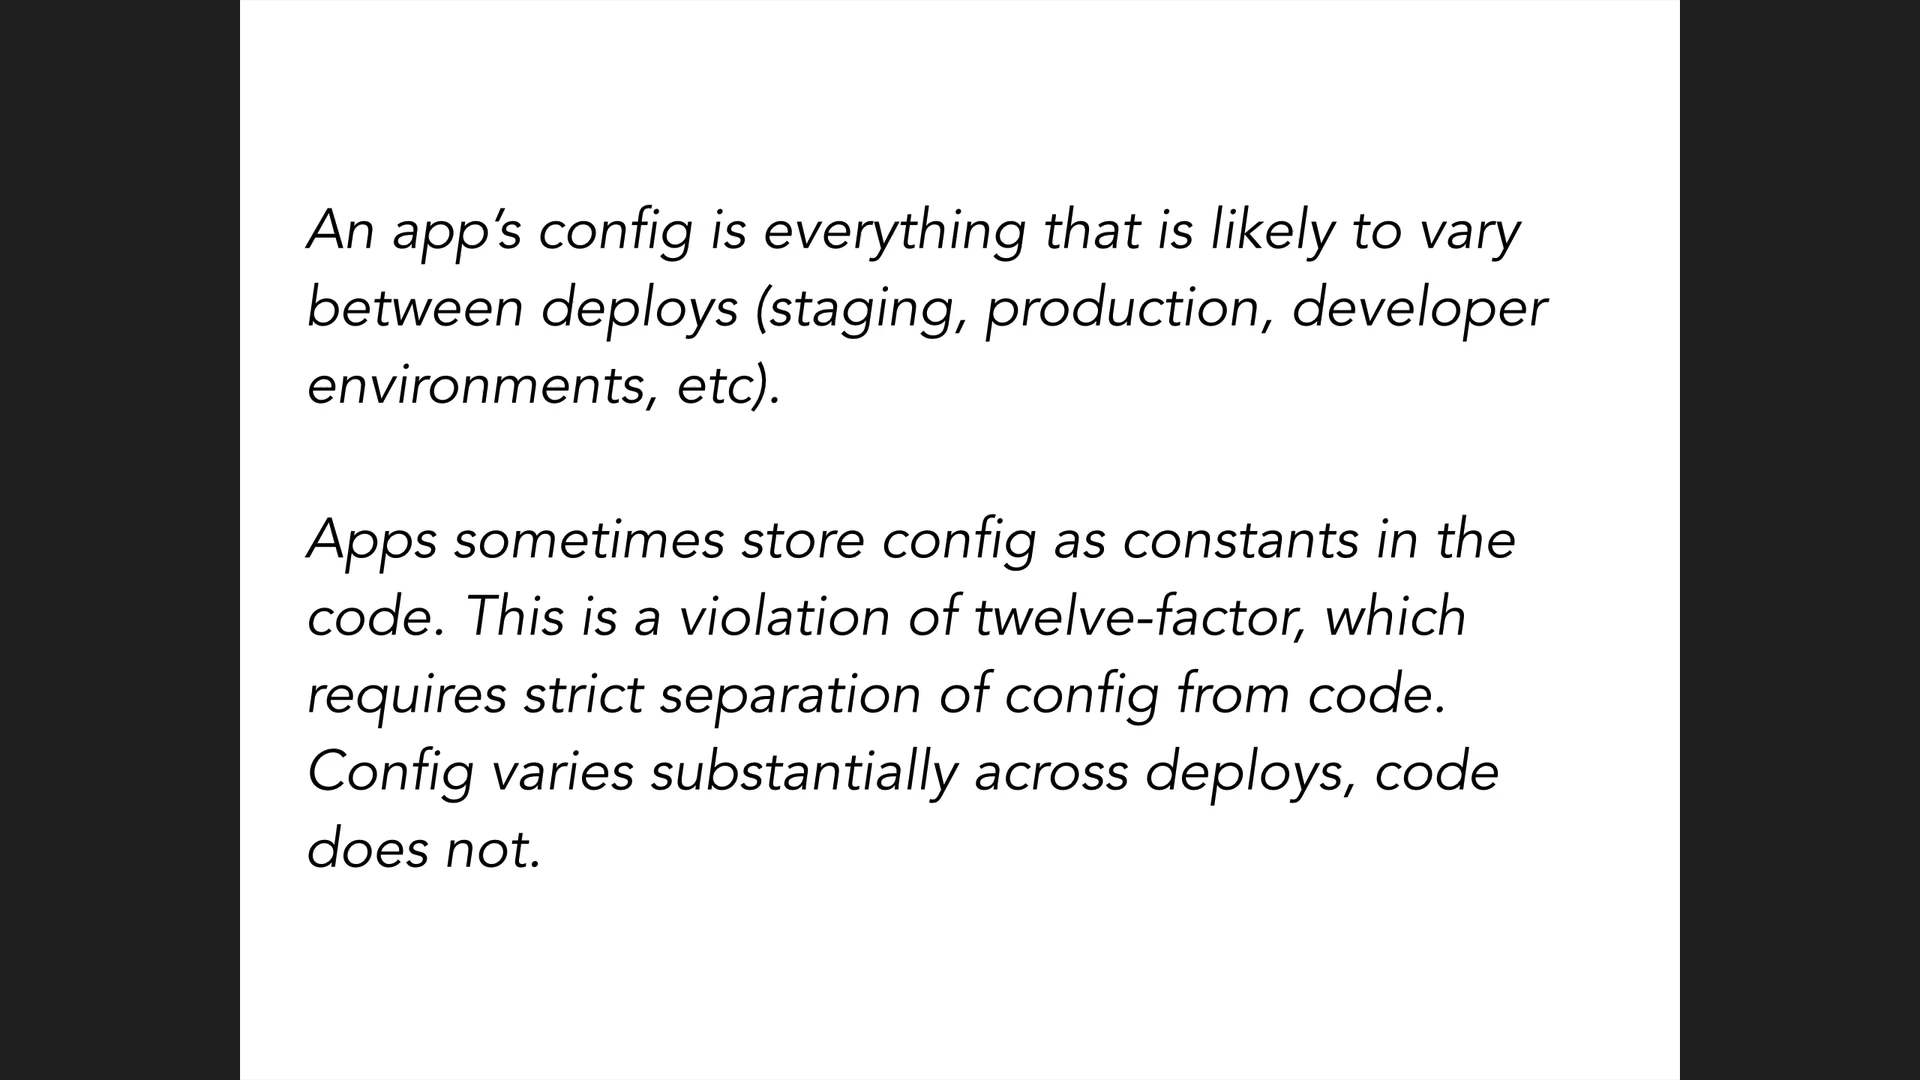 An app’s config is everything that is likely to vary
between deploys (staging, production, developer
environments, etc).
Apps sometimes store config as constants in the
code. This is a violation of twelve-factor, which
requires strict separation of config from code.
Config varies substantially across deploys, code
does not.